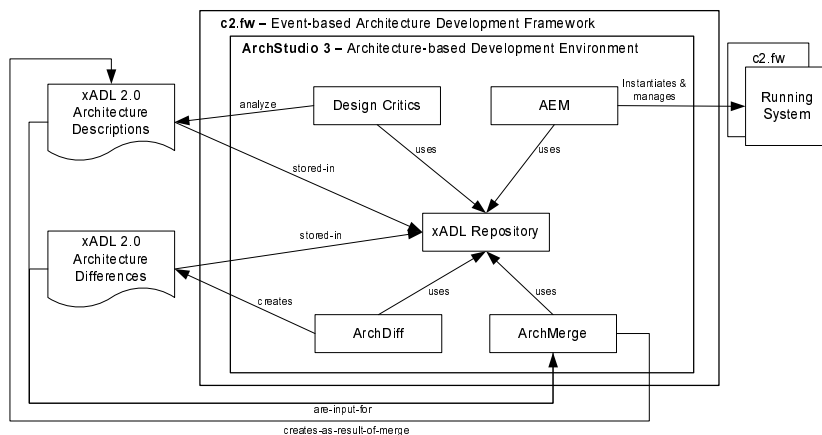 c2.fw – Event-based Architecture Development Framework
ArchStudio 3 – Architecture-based Development Environment
c2.fw
xADL 2.0
Architecture
Descriptions
analyze
Design Critics
AEM
Instantiates &
manages
Running
System
uses
uses
stored-in
xADL 2.0
Architecture
Differences
stored-in
xADL Repository
creates
uses
uses
ArchDiff
ArchMerge
are-input-for
creates-as-result-of-merge